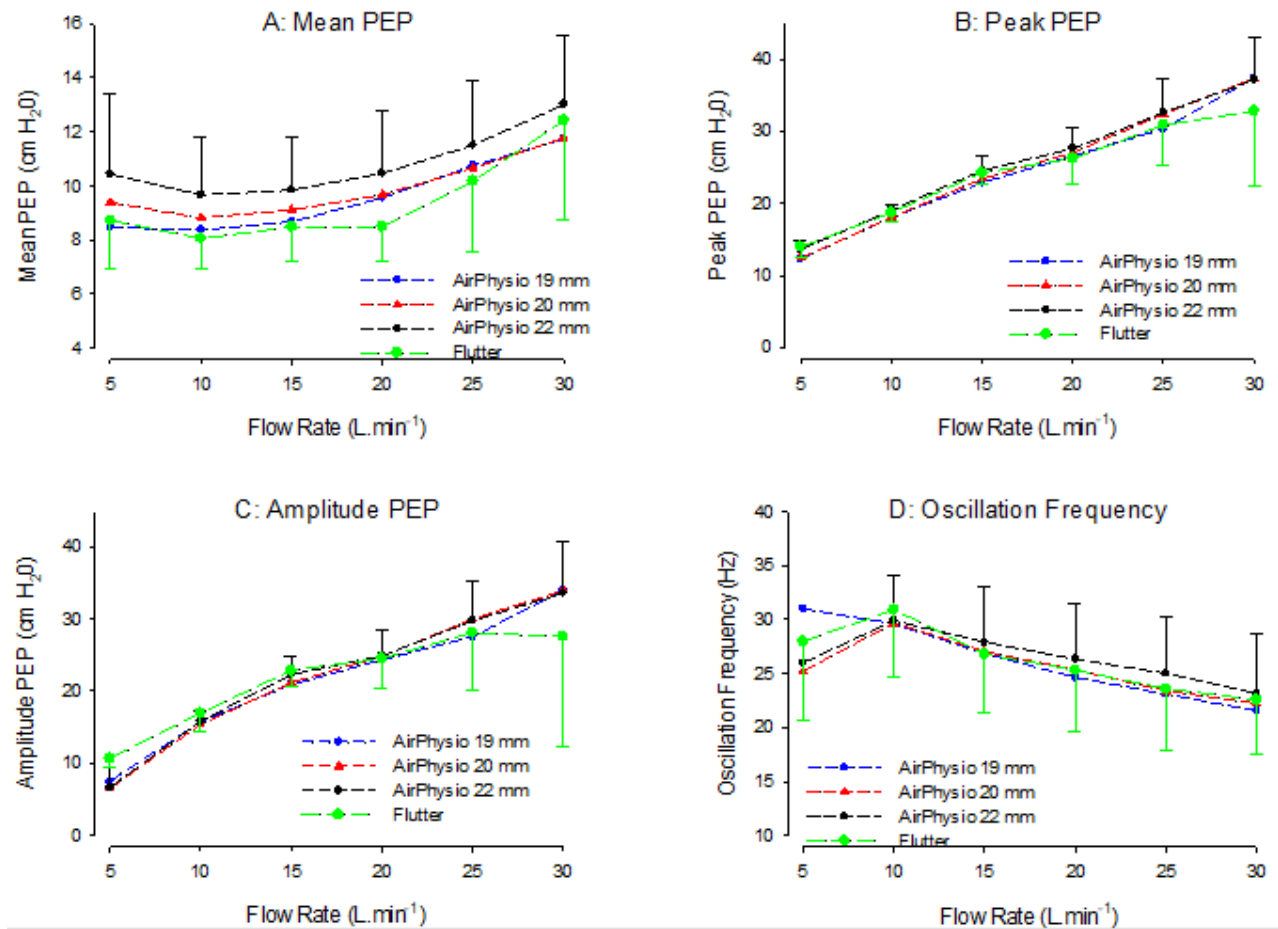 A: Mean PEP
Mean PEP (cm H₂0)
16
14
12
10
8
6
4
AirPhysio 19 mm
AirPhysio 20 mm
AirPhysio 22 mm
Flutter
5 10 15 20 25 30
Flow Rate (L.min⁻¹)
B: Peak PEP
Peak PEP (cm H₂0)
40
30
20
10
0
AirPhysio 19 mm
AirPhysio 20 mm
AirPhysio 22 mm
Flutter
5 10 15 20 25 30
Flow Rate (L.min⁻¹)
C: Amplitude PEP
Amplitude PEP (cm H₂0)
40
30
20
10
0
AirPhysio 19 mm
AirPhysio 20 mm
AirPhysio 22 mm
Flutter
5 10 15 20 25 30
Flow Rate (L.min⁻¹)
D: Oscillation Frequency
Oscillation Frequency (Hz)
40
35
30
25
20
15
10
AirPhysio 19 mm
AirPhysio 20 mm
AirPhysio 22 mm
Flutter
5 10 15 20 25 30
Flow Rate (L.min⁻¹)